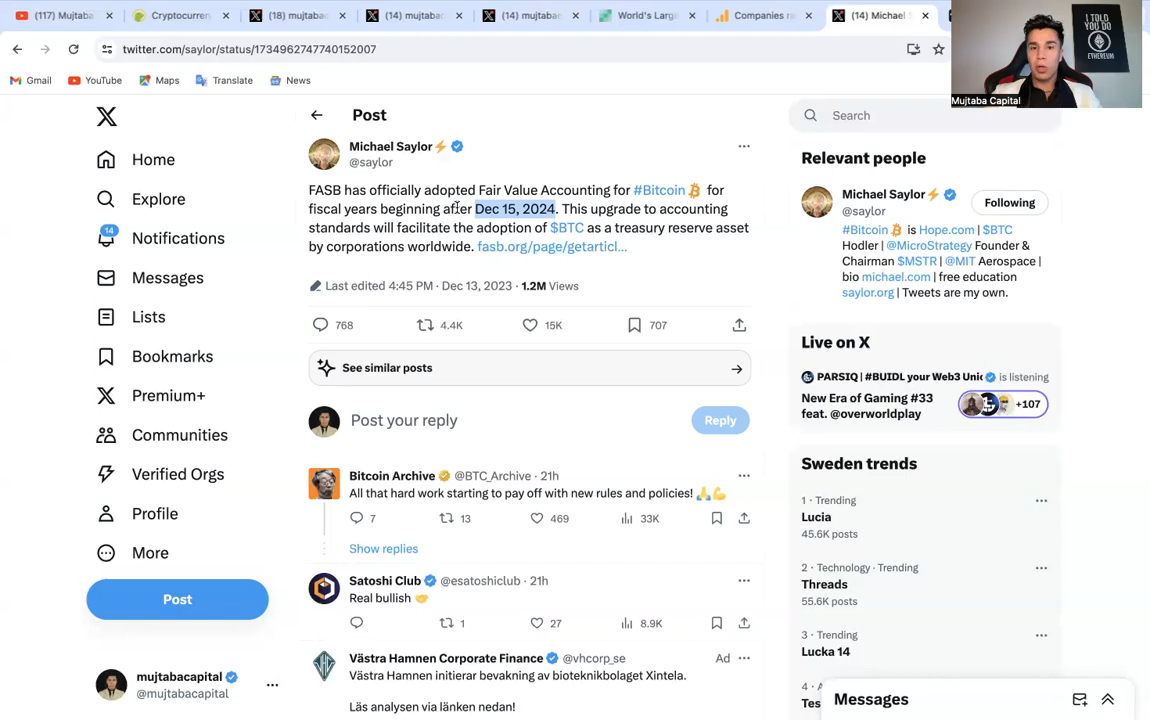 (117) Mujtaba
Cryptocurren
(18) mujtaba
(14) mujtaba
(14) mujtaba
World's Large
Companies ra
(14) Michael S
twitter.com/saylor/status/1734962747740152007
Gmail
YouTube
Maps
Translate
News
I TOLD
YOU DO
ETHEREUM
Mujtaba Capital
Home
Explore
14
Notifications
Messages
Lists
Bookmarks
Premium+
Communities
Verified Orgs
Profile
More
Post
mujtabacapital
@mujtabacapital
Post
Michael Saylor⚡
@saylor
FASB has officially adopted Fair Value Accounting for #Bitcoin for
fiscal years beginning after Dec 15, 2024. This upgrade to accounting
standards will facilitate the adoption of $BTC as a treasury reserve asset
by corporations worldwide. fasb.org/page/getarticl...
Last edited 4:45 PM · Dec 13, 2023 · 1.2M Views
768 4.4K 15K 707
See similar posts
Post your reply
Reply
Bitcoin Archive @BTC_Archive · 21h
All that hard work starting to pay off with new rules and policies! 🙏💪
7 13 469 33K
Show replies
Satoshi Club @esatoshiclub · 21h
Real bullish 🤝
1 27 8.9K
Västra Hamnen Corporate Finance @vhcorp_se Ad
Västra Hamnen initierar bevakning av bioteknikbolaget Xintela.
Läs analysen via länken nedan!
Search
Relevant people
Michael Saylor⚡
@saylor
Following
#Bitcoin is Hope.com | $BTC
Hodler | @MicroStrategy Founder &
Chairman $MSTR | @MIT Aerospace |
bio michael.com | free education
saylor.org | Tweets are my own.
Live on X
PARSIQ | #BUIDL your Web3 Uni is listening
New Era of Gaming #33
feat. @overworldplay
+107
Sweden trends
1 · Trending
Lucia
45.6K posts
2 · Technology · Trending
Threads
55.6K posts
3 · Trending
Lucka 14
4 ·
Tes
Messages